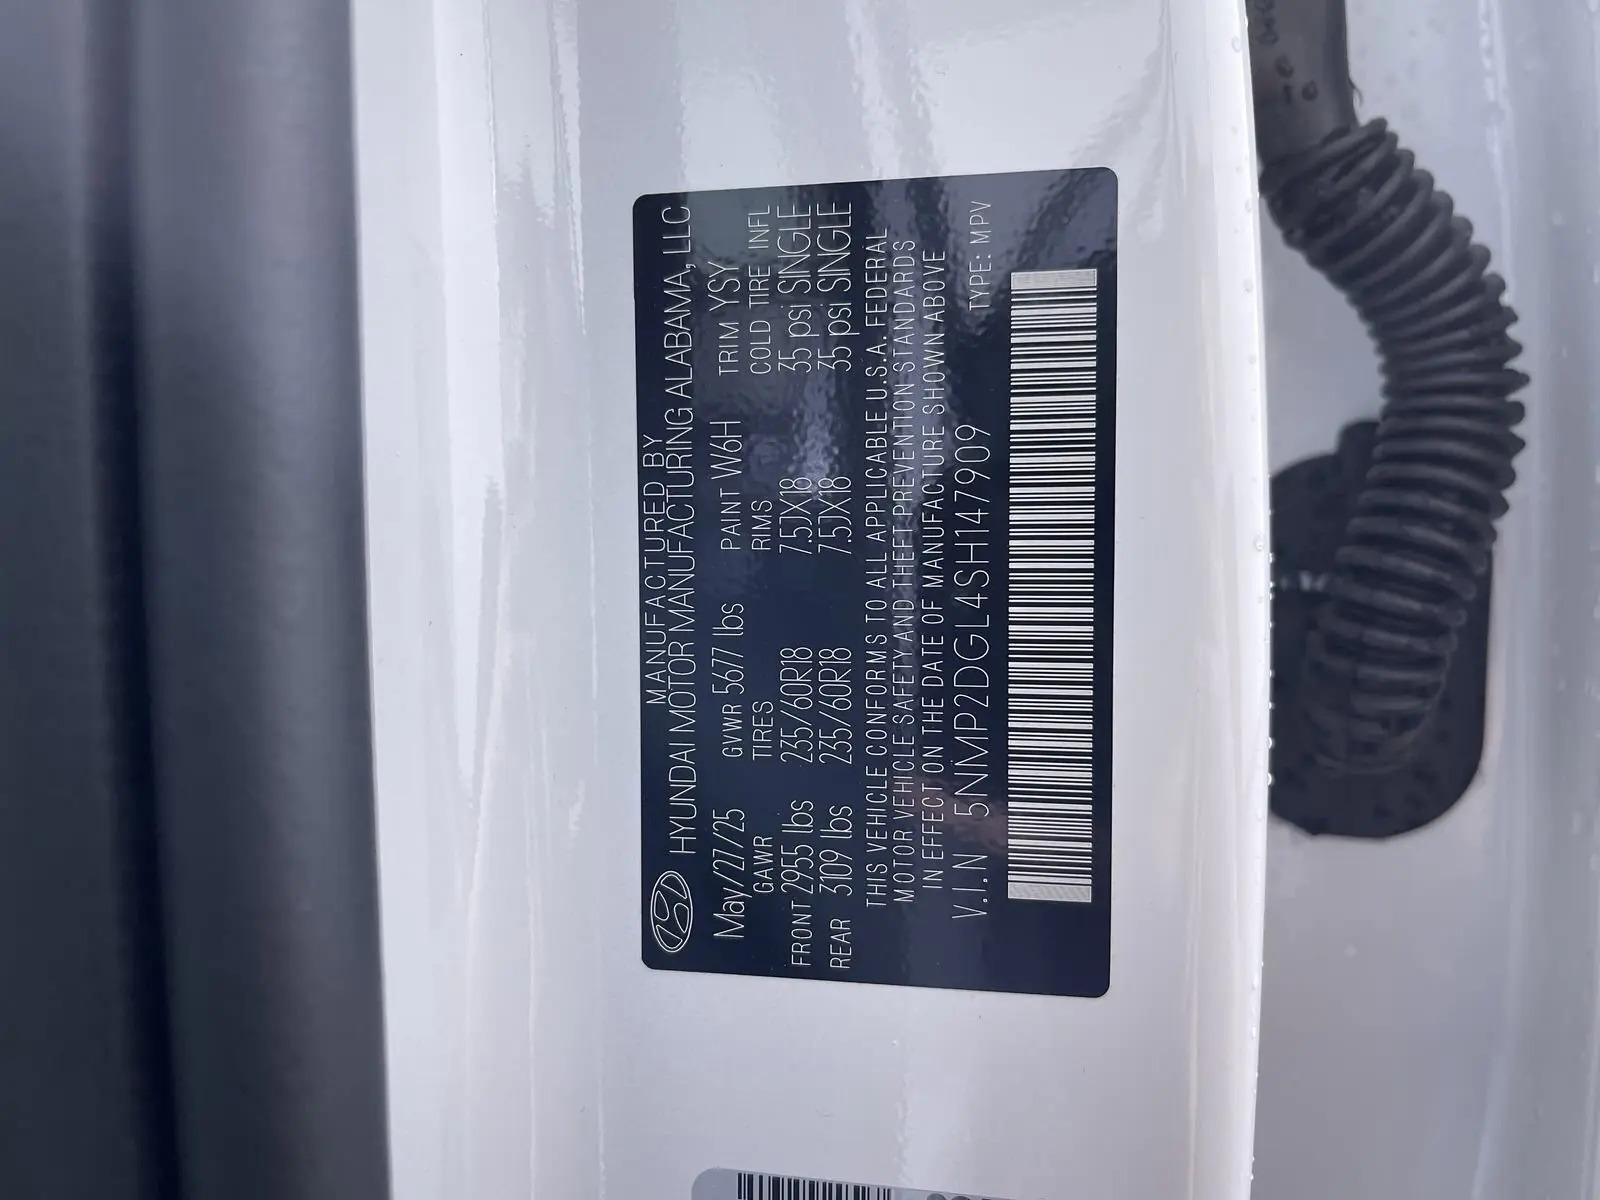 MANUFACTURED BY
HYUNDAI MOTOR MANUFACTURING ALABAMA, LLC
May/27/25 GVWR 5677 lbs PAINT W6H TRIM YSY
GAWR TIRES RIMS COLD TIRE INFL
FRONT 2955 lbs 235/60R18 7.5JX18 35 psi SINGLE
REAR 3109 lbs 235/60R18 7.5JX18 35 psi SINGLE
THIS VEHICLE CONFORMS TO ALL APPLICABLE U.S.A. FEDERAL
MOTOR VEHICLE SAFETY AND THEFT PREVENTION STANDARDS
IN EFFECT ON THE DATE OF MANUFACTURE SHOWN ABOVE
V.I.N 5NMP2DGL4SH147909 TYPE: MPV